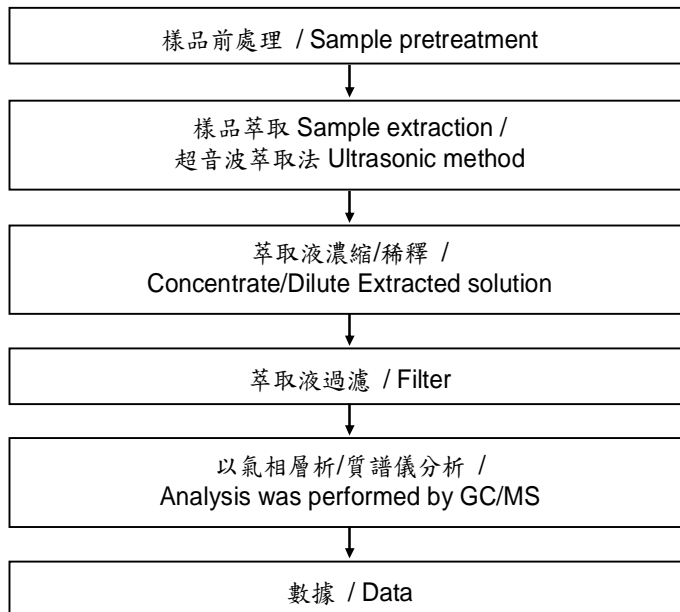 樣品前處理 / Sample pretreatment
樣品萃取 Sample extraction /
超音波萃取法 Ultrasonic method
萃取液濃縮/稀釋 /
Concentrate/Dilute Extracted solution
萃取液過濾 / Filter
以氣相層析/質譜儀分析 /
Analysis was performed by GC/MS
數據 / Data